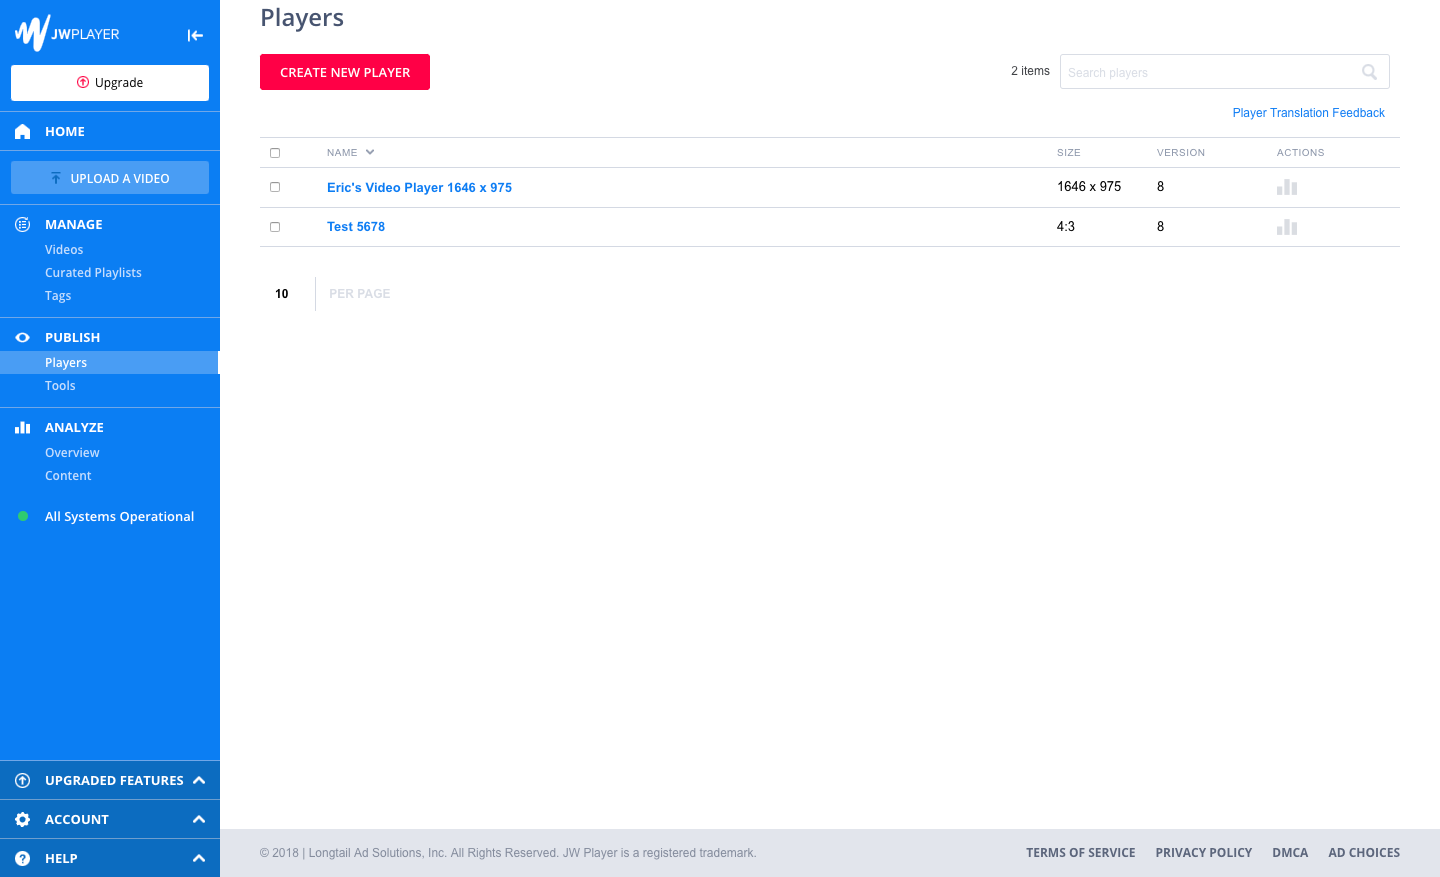 JWPLAYER
Upgrade
HOME
UPLOAD A VIDEO
MANAGE
Videos
Curated Playlists
Tags
PUBLISH
Players
Tools
ANALYZE
Overview
Content
All Systems Operational
UPGRADED FEATURES
ACCOUNT
HELP
Players
CREATE NEW PLAYER
2 items
Search players
Player Translation Feedback
NAME SIZE VERSION ACTIONS
Eric's Video Player 1646 x 975 1646 x 975 8
Test 5678 4:3 8
10 PER PAGE
© 2018 | Longtail Ad Solutions, Inc. All Rights Reserved. JW Player is a registered trademark.
TERMS OF SERVICE PRIVACY POLICY DMCA AD CHOICES